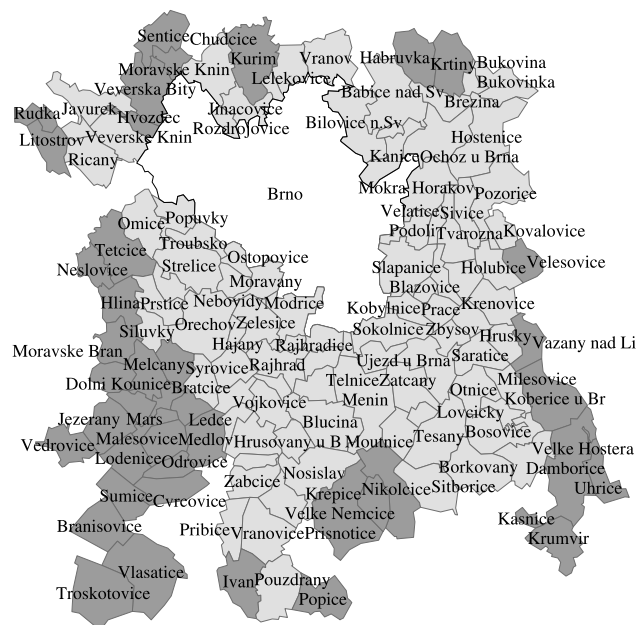 Sentice
Chudcice
Kurim
Vranov
Habruvka
Krtiny
Bukovina
Moravske Knin
Lelekovice
Bukovinka
Veverska Bity
Babice nad Sv
Brezina
Rudka
Javurek
Hvozdec
Jinacovice
Rozdrojovice
Bilovice n.Sv
Litostrov
Veverske Knin
Hostenice
Ricany
Kanice
Ochoz u Brna
Brno
Mokra
Horakov
Pozorice
Omice
Popuvky
Velatice
Sivice
Podoli
Tvarozna
Kovalovice
Tetcice
Troubsko
Neslovice
Strelice
Ostopovice
Slapanice
Holubice
Velesovice
Moravany
Blazovice
Hlina
Prstice
Nebovidy
Modrice
Kobylnice
Prace
Krenovice
Siluvky
Orechov
Zelesice
Sokolnice
Zbysov
Hrusky
Vazany nad Li
Moravske Bran
Hajany
Rajhradice
Saratice
Melcany
Syrovice
Rajhrad
Ujezd u Brna
Dolni Kounice
Bratcice
Telnice
Zatcany
Otnice
Milesovice
Vojkovice
Menin
Koberice u Br
Jezerany Mars
Ledce
Blucina
Lovcicky
Vedrovice
Malesovice
Medlov
Hrusovany u B
Moutnice
Tesany
Bosovice
Velke Hostera
Lodenice
Odrovice
Nosislav
Borkovany
Damborice
Sumice
Cvrcovice
Zabcice
Krepice
Nikolcice
Sitborice
Uhrice
Branisovice
Pribice
Vranovice
Velke Nemcice
Prisnotice
Kasnice
Krumvir
Vlasatice
Troskotovice
Ivan
Pouzdrany
Popice